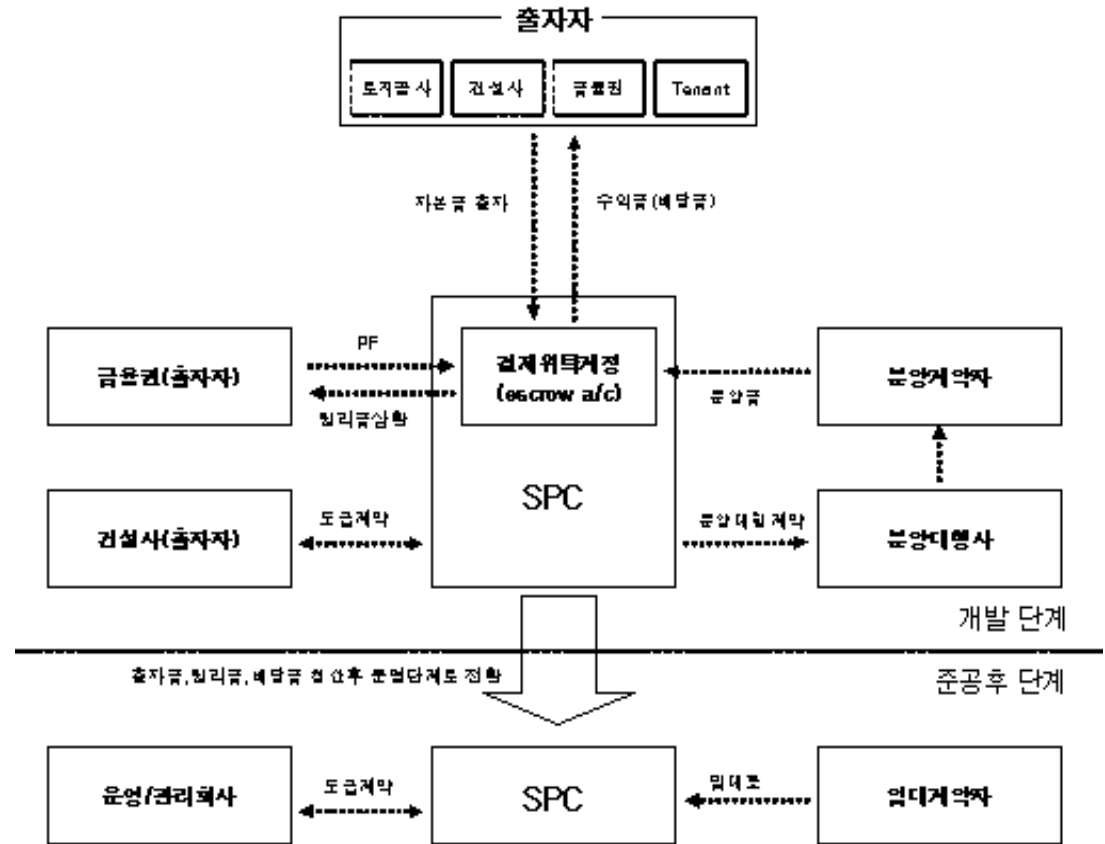 출자자
토지공사 건설사 금융권 Tenant
자본금 출자 수익금(배당금)
PF
금융권(출자자)
원리금상환
결제위탁계정
(escrow a/c)
분양금
분양계약자
SPC
도급계약
건설사(출자자)
분양대행 계약
분양대행사
개발 단계
출자금,원리금,배당금 청산후 운영단계로 전환
준공후 단계
운영/관리회사
도급계약
SPC
임대료
임대계약자